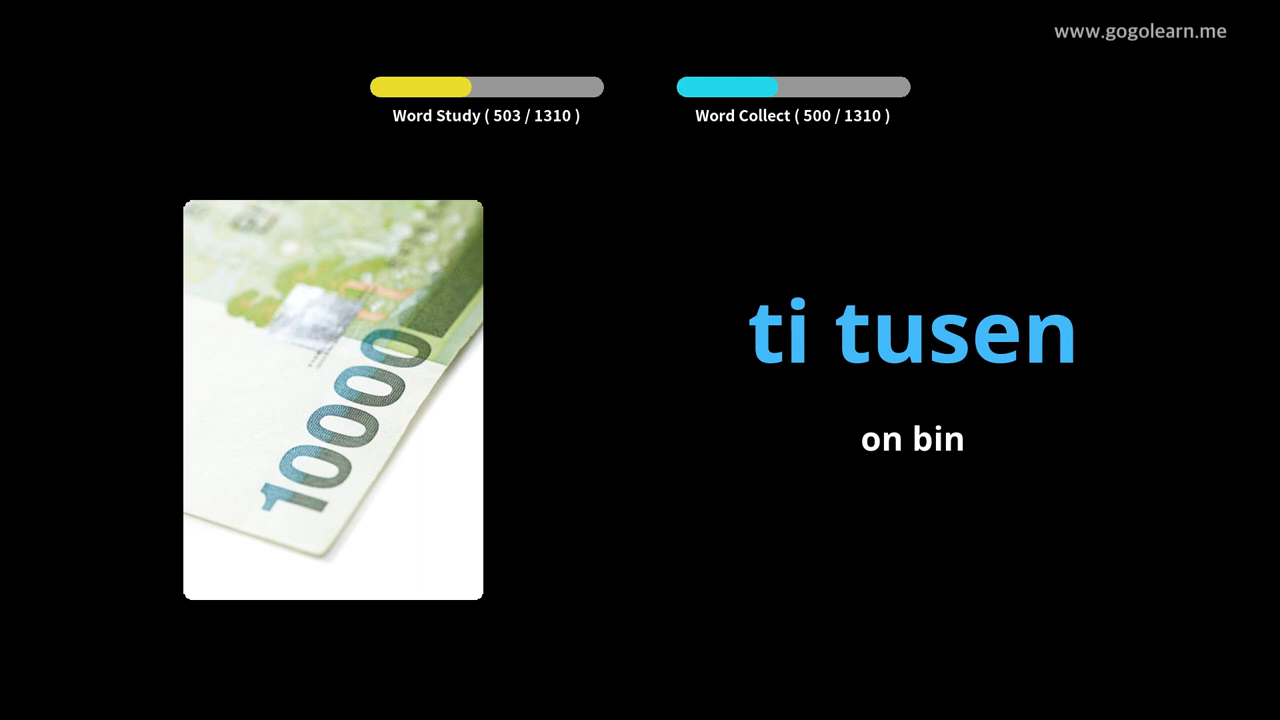 www.gogolearn.me
Word Study ( 503 / 1310 )
Word Collect ( 500 / 1310 )
10000
ti tusen
on bin